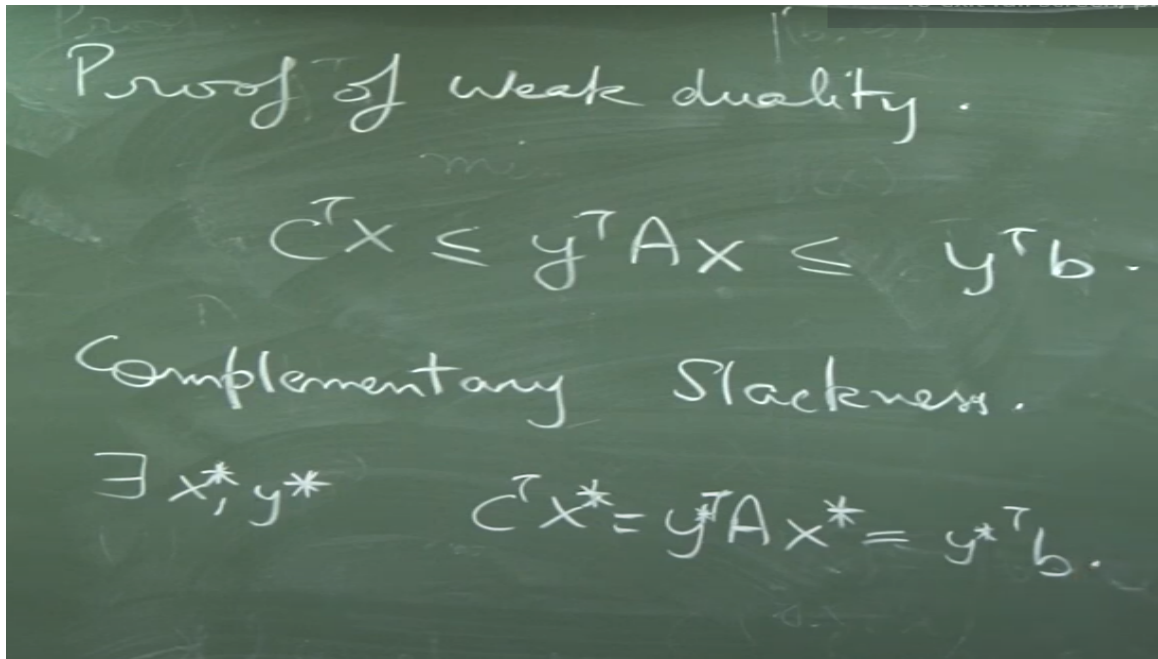 Proof of weak duality.
Cᵀx ≤ yᵀAx ≤ yᵀb.
Complementary Slackness.
∃ x*, y* Cᵀx* = y*ᵀAx* = y*ᵀb.